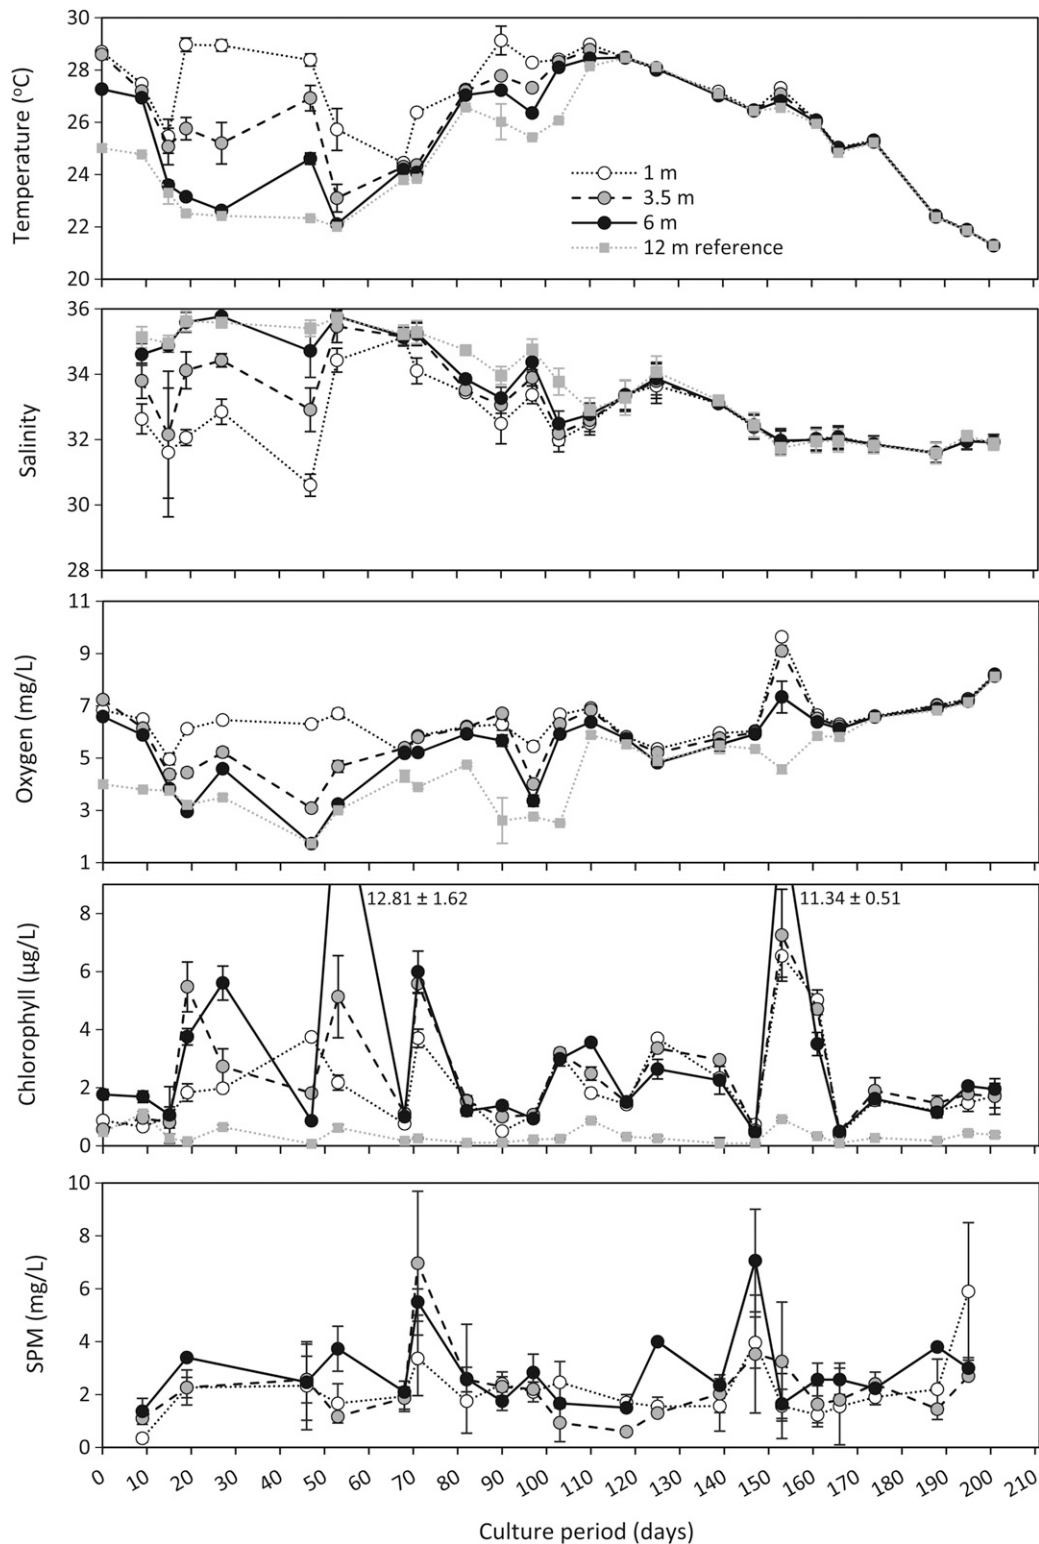 30
28
26
24
22
20
Temperature (°C)
1 m
3.5 m
6 m
12 m reference
36
34
32
30
28
Salinity
11
9
7
5
3
1
Oxygen (mg/L)
12.81 ± 1.62
11.34 ± 0.51
8
6
4
2
0
Chlorophyll (µg/L)
10
8
6
4
2
0
SPM (mg/L)
0 10 20 30 40 50 60 70 80 90 100 110 120 130 140 150 160 170 180 190 200 210
Culture period (days)